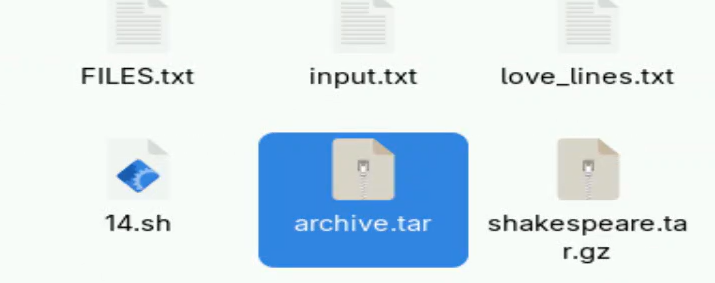 FILES.txt
input.txt
love_lines.txt
14.sh
archive.tar
shakespeare.ta
r.gz